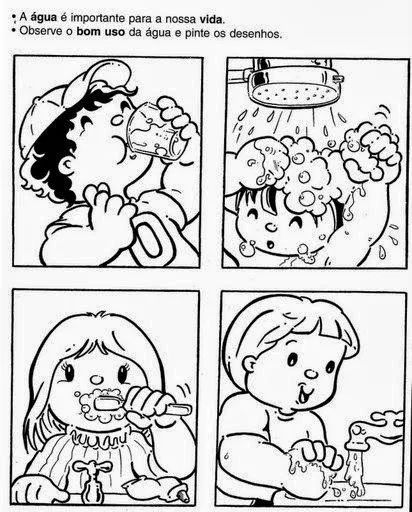 • A água é importante para a nossa vida.
• Observe o bom uso da água e pinte os desenhos.